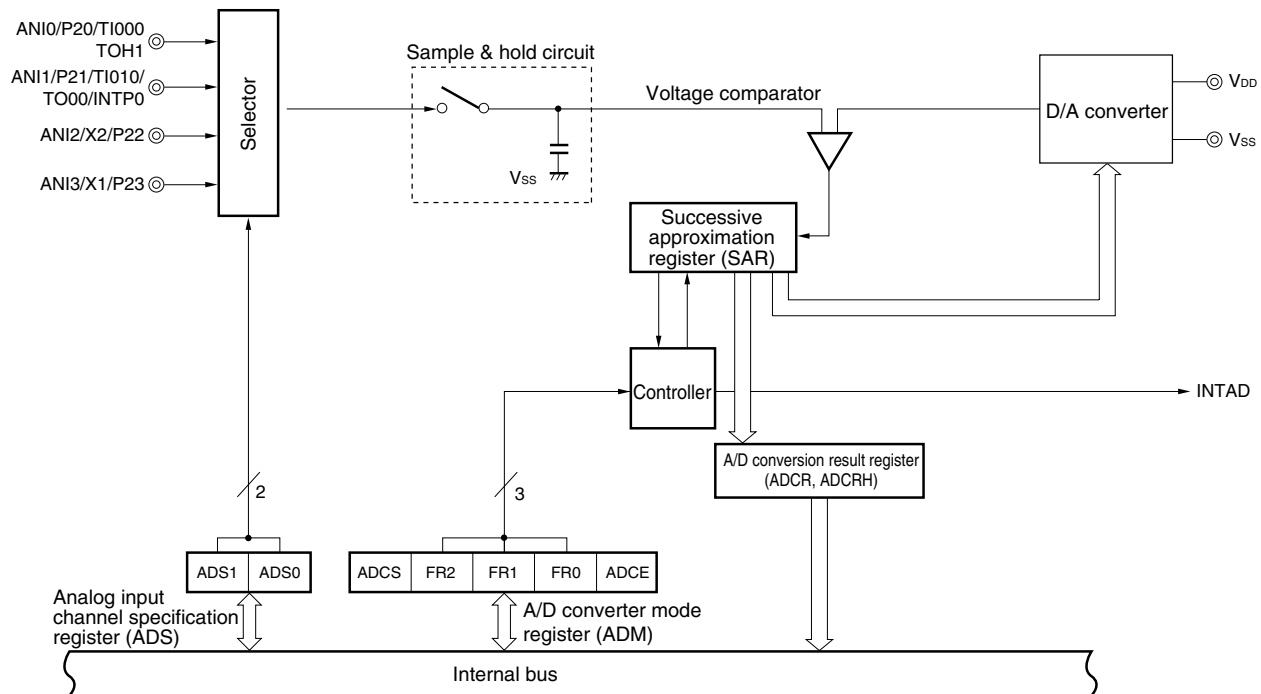 ANI0/P20/TI000
TOH1
ANI1/P21/TI010/
TO00/INTP0
ANI2/X2/P22
ANI3/X1/P23
Selector
Sample & hold circuit
VSS
Voltage comparator
D/A converter
VDD
VSS
Successive
approximation
register (SAR)
Controller
INTAD
A/D conversion result register
(ADCR, ADCRH)
2
3
ADS1 ADS0
ADCS FR2 FR1 FR0 ADCE
Analog input
channel specification
register (ADS)
A/D converter mode
register (ADM)
Internal bus